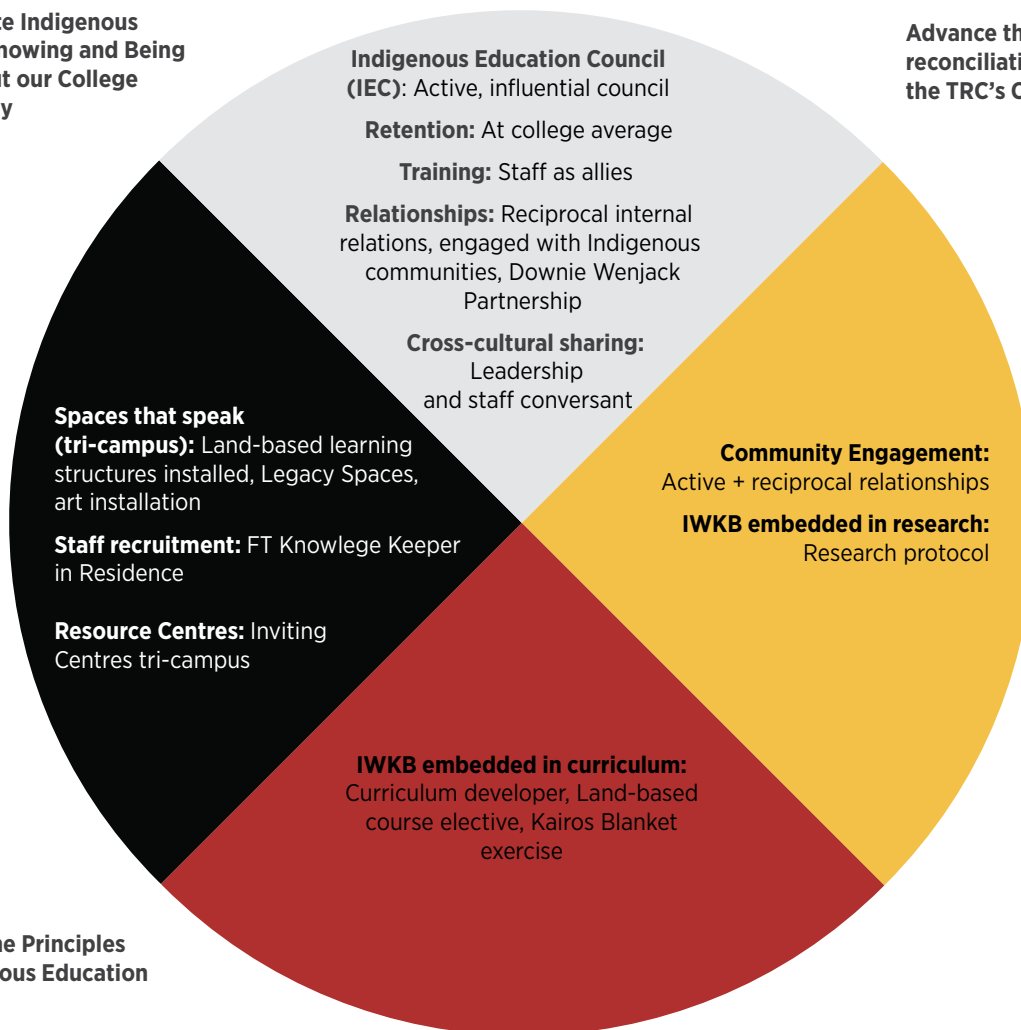 te Indigenous
nowing and Being
ut our College
y
Advance th
reconciliati
the TRC's C
Indigenous Education Council
(IEC): Active, influential council
Retention: At college average
Training: Staff as allies
Relationships: Reciprocal internal
relations, engaged with Indigenous
communities, Downie Wenjack
Partnership
Cross-cultural sharing:
Leadership
and staff conversant
Spaces that speak
(tri-campus): Land-based learning
structures installed, Legacy Spaces,
art installation
Staff recruitment: FT Knowlege Keeper
in Residence
Resource Centres: Inviting
Centres tri-campus
Community Engagement:
Active + reciprocal relationships
IWKB embedded in research:
Research protocol
IWKB embedded in curriculum:
Curriculum developer, Land-based
course elective, Kairos Blanket
exercise
he Principles
nous Education